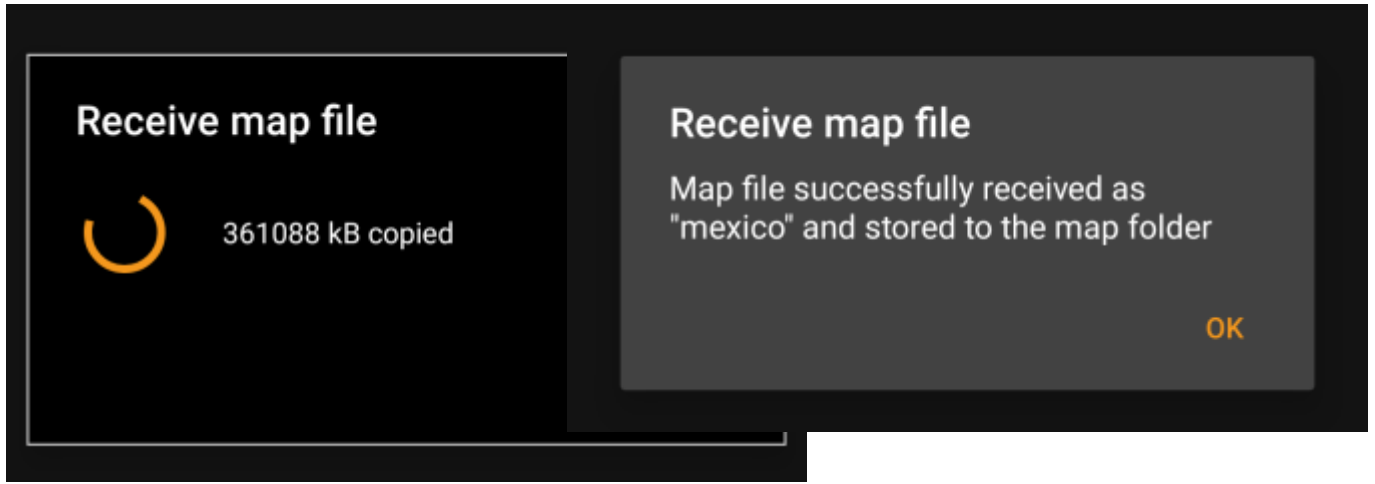 Receive map file
361088 kB copied
Receive map file
Map file successfully received as
"mexico" and stored to the map folder
OK